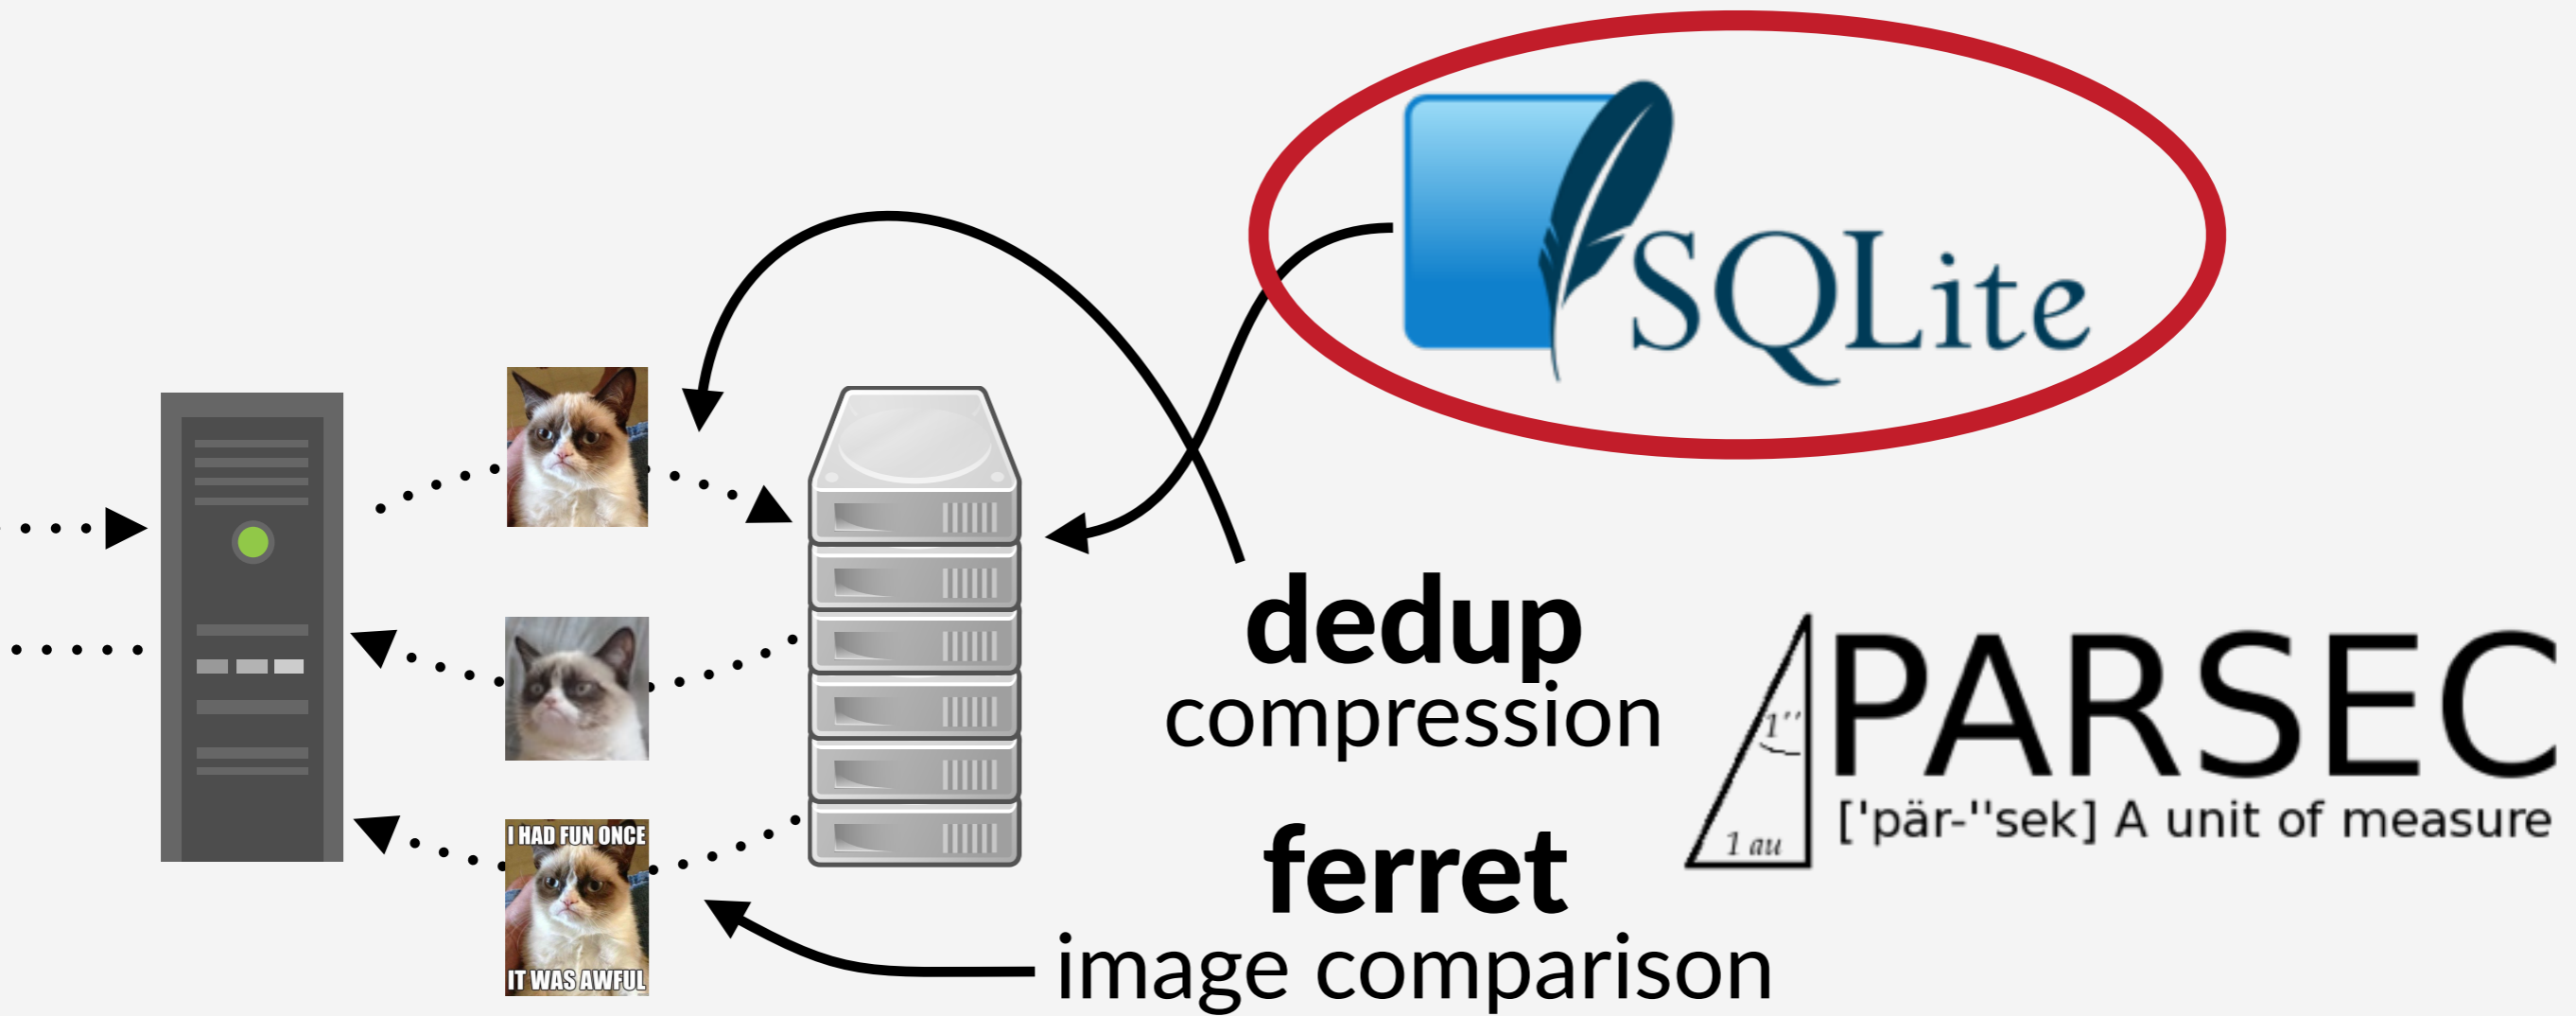 SQLite
dedup
compression
PARSEC
['pär-''sek] A unit of measure
1''
1 au
I HAD FUN ONCE
IT WAS AWFUL
ferret
image comparison